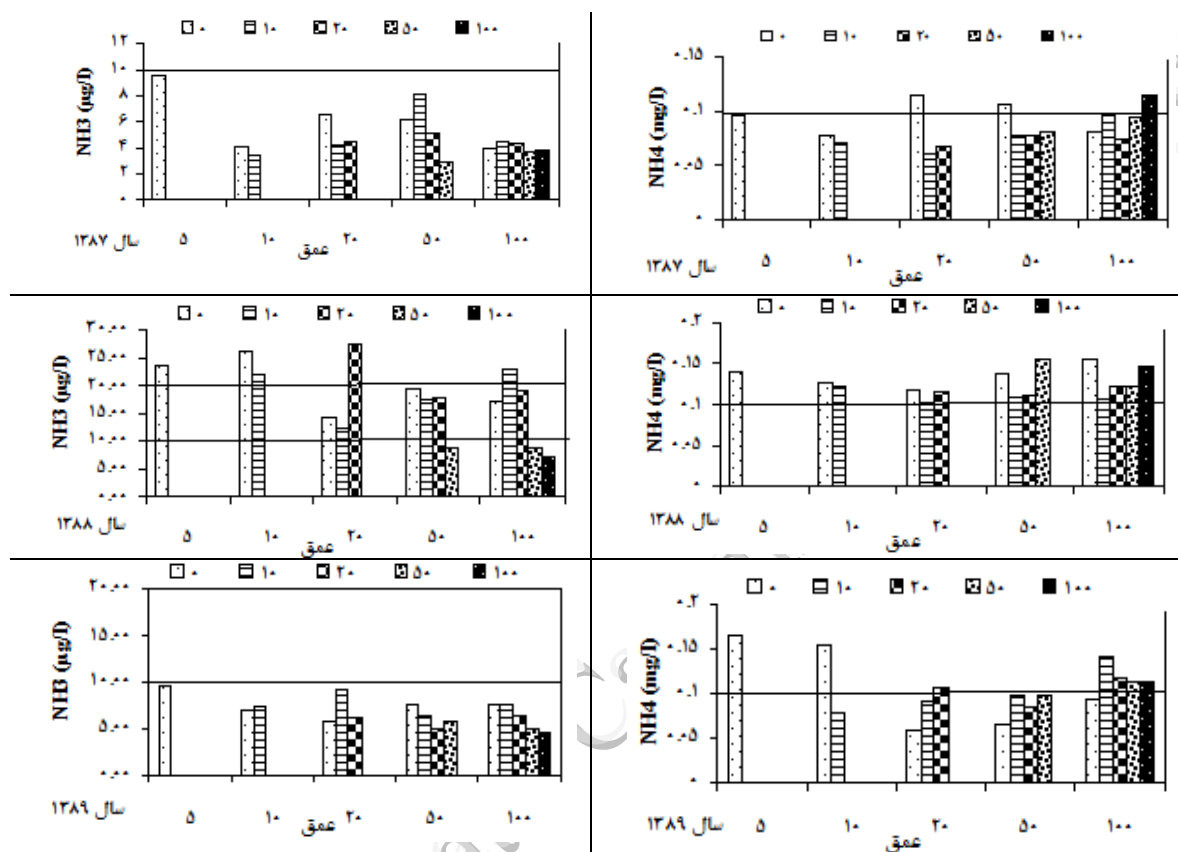 ۰ ۱۰ ۲۰ ۵۰ ۱۰۰
NH3 (µg/l)
۱۲
۱۰
۸
۶
۴
۲
۰
سال ۱۳۸۷
۵ ۱۰ ۲۰ ۵۰ ۱۰۰
عمق
۰ ۱۰ ۲۰ ۵۰ ۱۰۰
NH4 (mg/l)
۰.۱۵
۰.۱
۰.۰۵
۰
سال ۱۳۸۷
۵ ۱۰ ۲۰ ۵۰ ۱۰۰
عمق
۰ ۱۰ ۲۰ ۵۰ ۱۰۰
NH3 (µg/l)
۳۰.۰۰
۲۵.۰۰
۲۰.۰۰
۱۵.۰۰
۱۰.۰۰
۵.۰۰
۰.۰۰
سال ۱۳۸۸
۵ ۱۰ ۲۰ ۵۰ ۱۰۰
عمق
۰ ۱۰ ۲۰ ۵۰ ۱۰۰
NH4 (mg/l)
۰.۲
۰.۱۵
۰.۱
۰.۰۵
۰
سال ۱۳۸۸
۵ ۱۰ ۲۰ ۵۰ ۱۰۰
عمق
۰ ۱۰ ۲۰ ۵۰ ۱۰۰
NH3 (µg/l)
۲۰.۰۰
۱۵.۰۰
۱۰.۰۰
۵.۰۰
۰.۰۰
سال ۱۳۸۹
۵ ۱۰ ۲۰ ۵۰ ۱۰۰
عمق
۰ ۱۰ ۲۰ ۵۰ ۱۰۰
NH4 (mg/l)
۰.۲
۰.۱۵
۰.۱
۰.۰۵
۰
سال ۱۳۸۹
۵ ۱۰ ۲۰ ۵۰ ۱۰۰
عمق